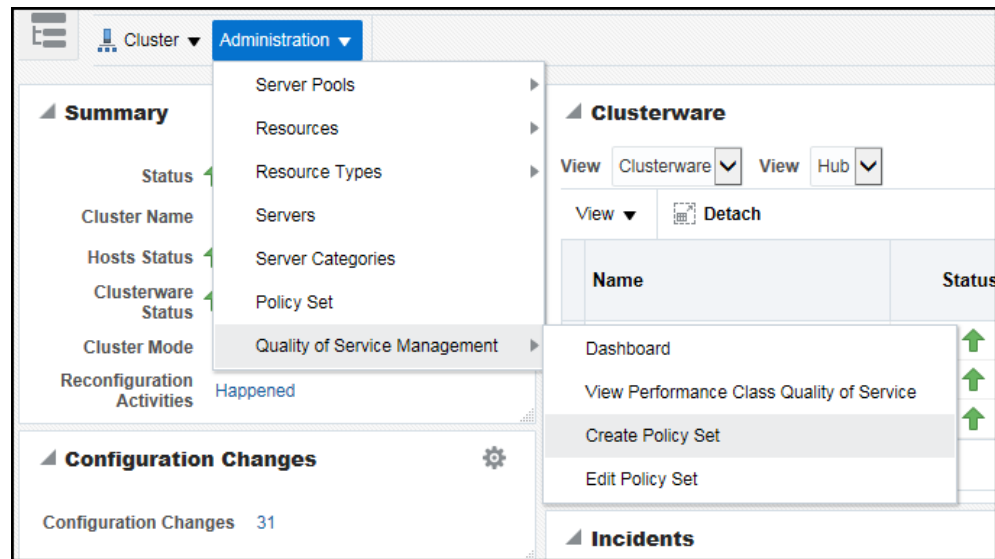 Cluster Administration
Server Pools
Resources
Resource Types
Servers
Server Categories
Policy Set
Quality of Service Management
Dashboard
View Performance Class Quality of Service
Create Policy Set
Edit Policy Set
Summary
Status
Cluster Name
Hosts Status
Clusterware
Status
Cluster Mode
Reconfiguration
Activities
Happened
Configuration Changes
Configuration Changes 31
Clusterware
View Clusterware View Hub
View Detach
Name Status
Incidents